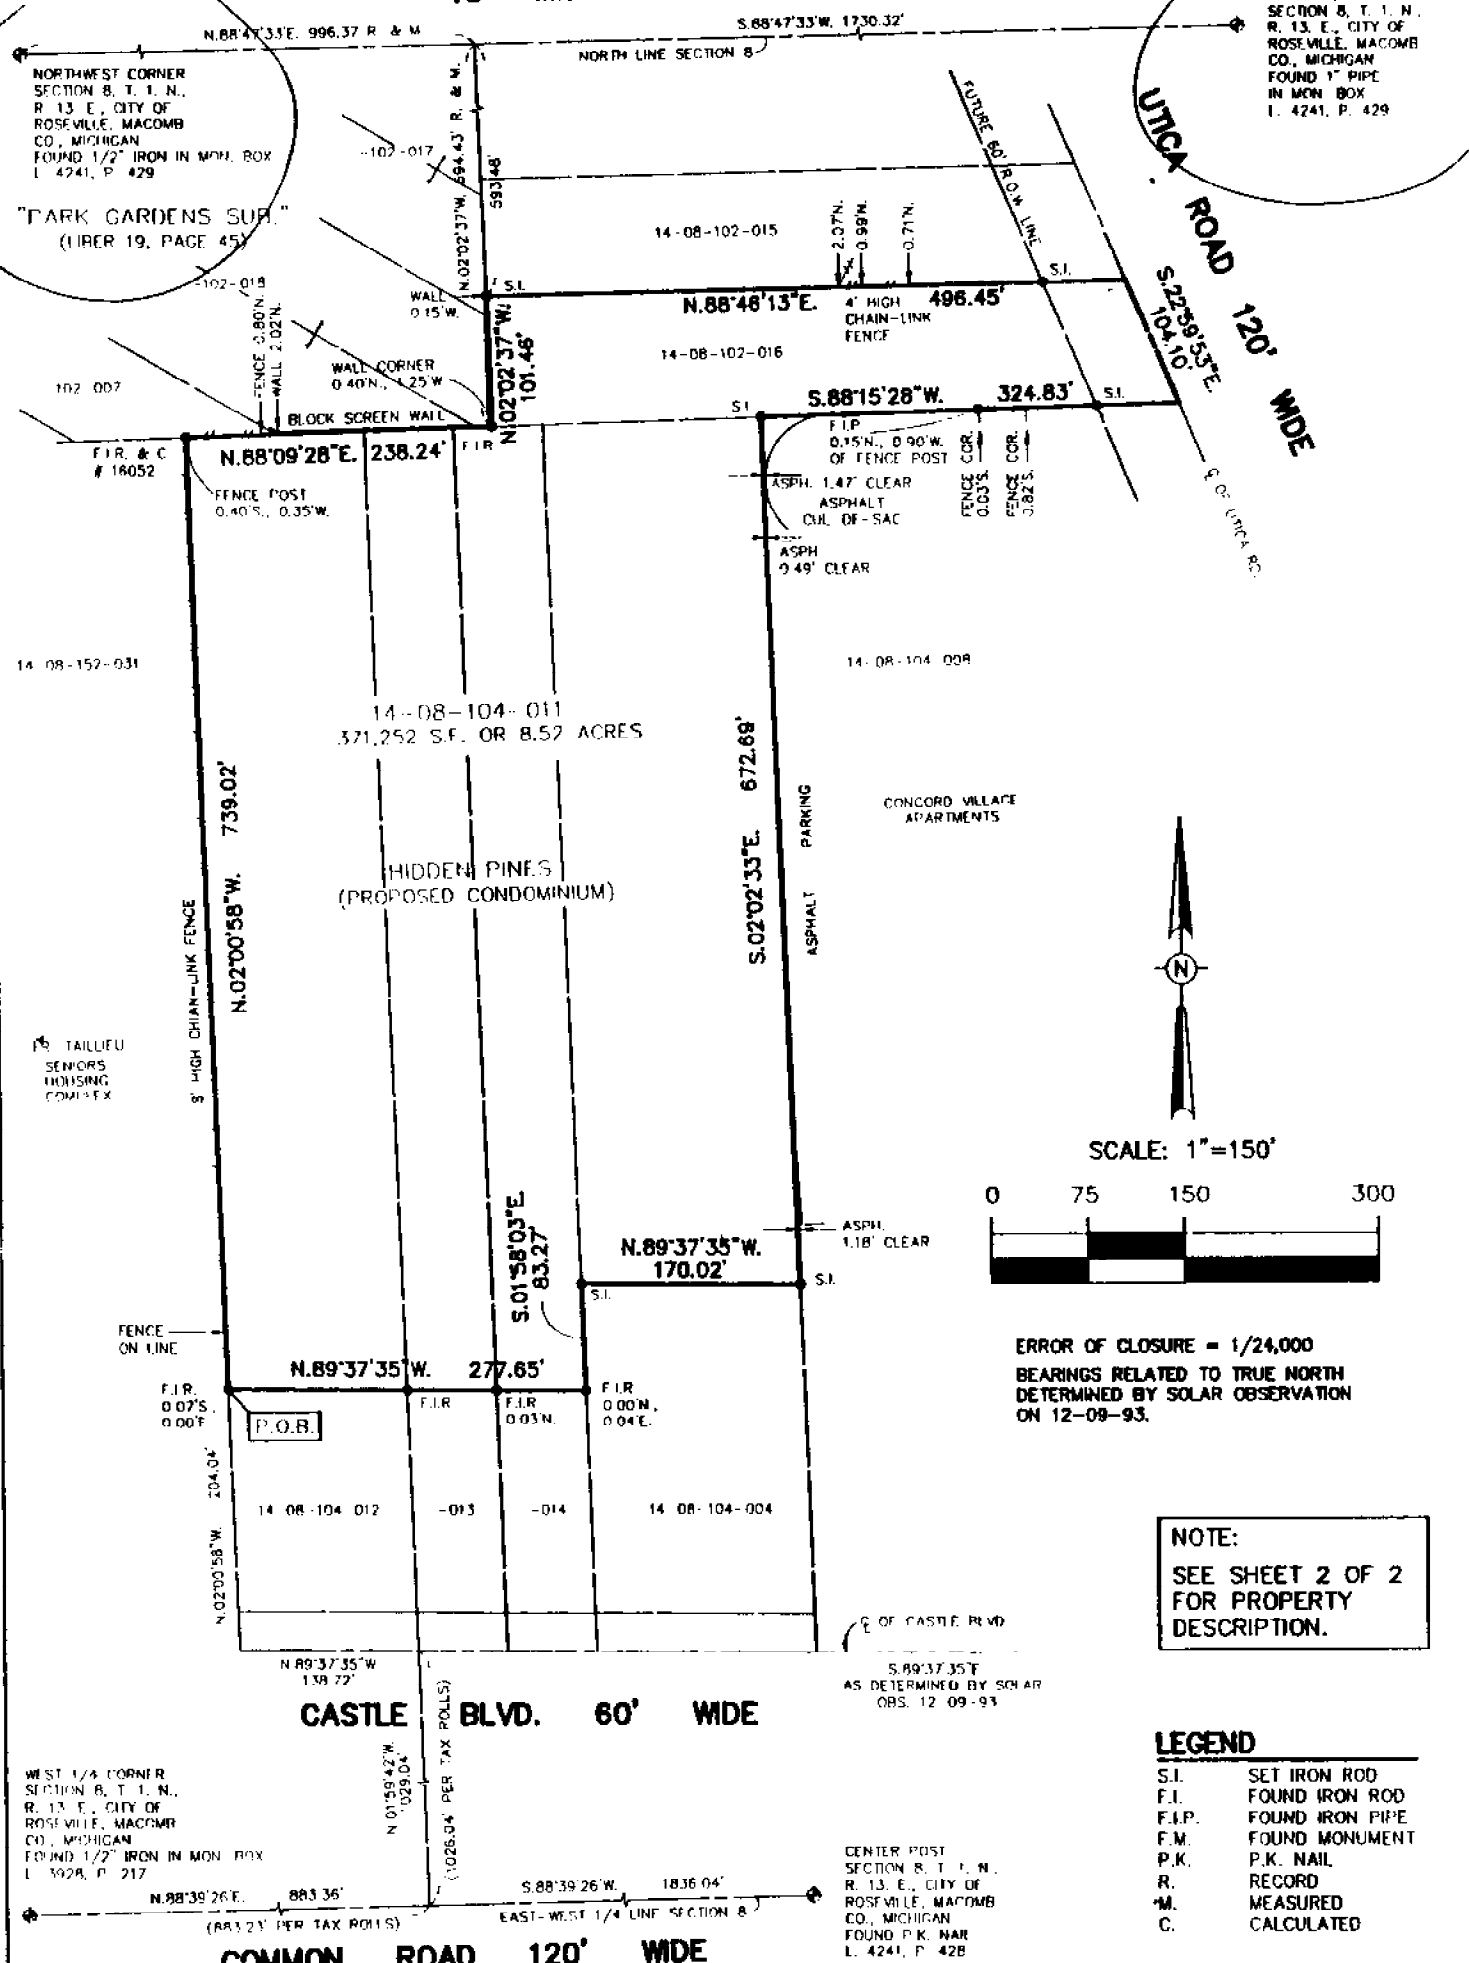 N.88°47'33"E. 996.37 R & M
S.88°47'33"W. 1730.32'
NORTH LINE SECTION 8
NORTHWEST CORNER
SECTION 8, T. 1. N.,
R 13 E, CITY OF
ROSEVILLE, MACOMB
CO, MICHIGAN
FOUND 1/2" IRON IN MON. BOX
L 4241, P 429
SECTION 8, T. 1. N.,
R. 13. E., CITY OF
ROSEVILLE, MACOMB
CO., MICHIGAN
FOUND 1" PIPE
IN MON BOX
L. 4241, P. 429
"PARK GARDENS SUB."
(LIBER 19, PAGE 45)
-102-017
-102-018
102 007
N.02°02'37"W. 594.43' R. & M.
593.48'
14-08-102-015
2.07'N.
0.99'N.
0.71'N.
FUTURE 60' R.O.W. LINE
UTICA ROAD 120' WIDE
S.22°59'53"E.
104.10'
WALL
0.15'W.
S.I.
N.88°48'13"E. 496.45'
S.I.
4' HIGH
CHAIN-LINK
FENCE
N.02°02'37"W.
101.46'
14-08-102-016
FENCE 0.80'N.
WALL 2.02'N.
WALL CORNER
0.40'N., 1.25'W
BLOCK SCREEN WALL
S.I
S.88°15'28"W. 324.83'
S.I.
F.I.R. & C
# 16052
N.88°09'28"E. 238.24'
F.I.R
F.I.P
0.15'N., 0.90'W.
OF FENCE POST
FENCE COR.
0.03'S.
FENCE COR.
0.82'S.
FENCE POST
0.40'S., 0.35'W.
ASPH. 1.47' CLEAR
ASPHALT
CUL DE-SAC
ASPH
0.49' CLEAR
℄ OF UTICA RD.
14 08-152-031
14-08-104 008
14-08-104-011
371,252 S.F. OR 8.52 ACRES
N.02°00'58"W. 739.02'
S.02°02'33"E. 672.69'
CONCORD VILLAGE
APARTMENTS
ASPHALT PARKING
HIDDEN PINES
(PROPOSED CONDOMINIUM)
HIGH CHIAN-LINK FENCE
N
TAILLIEU
SENIORS
HOUSING
COMPLEX
SCALE: 1"=150'
0 75 150 300
S.01°58'03"E.
83.27'
N.89°37'35"W.
170.02'
ASPH.
1.18' CLEAR
S.I.
S.I.
FENCE
ON LINE
ERROR OF CLOSURE = 1/24,000
BEARINGS RELATED TO TRUE NORTH
DETERMINED BY SOLAR OBSERVATION
ON 12-09-93.
N.89°37'35"W. 277.65'
F.I.R.
0.07'S.,
0.00'E
P.O.B.
F.I.R
F.I.R
0.03'N.
F.I.R
0.00'N,
0.04'E.
N.02°00'58"W. 204.04'
14 08-104 012
-013
-014
14 08-104-004
NOTE:
SEE SHEET 2 OF 2
FOR PROPERTY
DESCRIPTION.
℄ OF CASTLE BLVD
N 89°37'35"W
138.72'
S.89°37'35"E
AS DETERMINED BY SOLAR
OBS. 12 09-93
CASTLE BLVD. 60' WIDE
N 01°59'42"W.
1029.04'
(1026.04' PER TAX ROLLS)
LEGEND
S.I. SET IRON ROD
F.I. FOUND IRON ROD
F.I.P. FOUND IRON PIPE
F.M. FOUND MONUMENT
P.K. P.K. NAIL
R. RECORD
M. MEASURED
C. CALCULATED
WEST 1/4 CORNER
SECTION 8, T 1. N.,
R. 13 E., CITY OF
ROSEVILLE, MACOMB
CO, MICHIGAN
FOUND 1/2" IRON IN MON BOX
L 3928, P 217
CENTER POST
SECTION 8, T 1. N.,
R. 13. E., CITY OF
ROSEVILLE, MACOMB
CO., MICHIGAN
FOUND P.K. NAIL
L. 4241, P 428
N.88°39'26"E. 883.36'
(883.23' PER TAX ROLLS)
S.88°39'26"W. 1836.04'
EAST-WEST 1/4 LINE SECTION 8
COMMON ROAD 120' WIDE